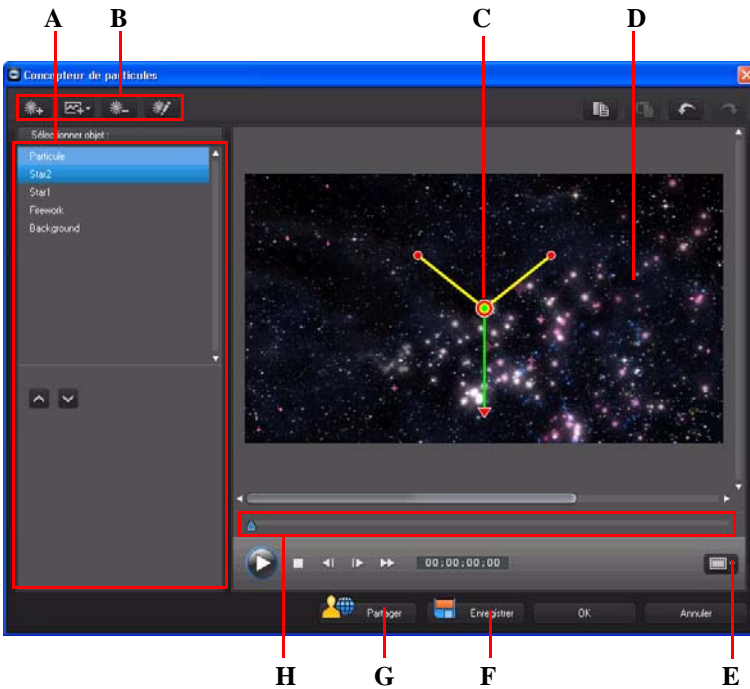 A B C D
Concepteur de particules
Sélectionner objet :
Particule
Star2
Star1
Firework
Background
00;00;00;00
Partager Enregistrer OK Annuler
H G F E